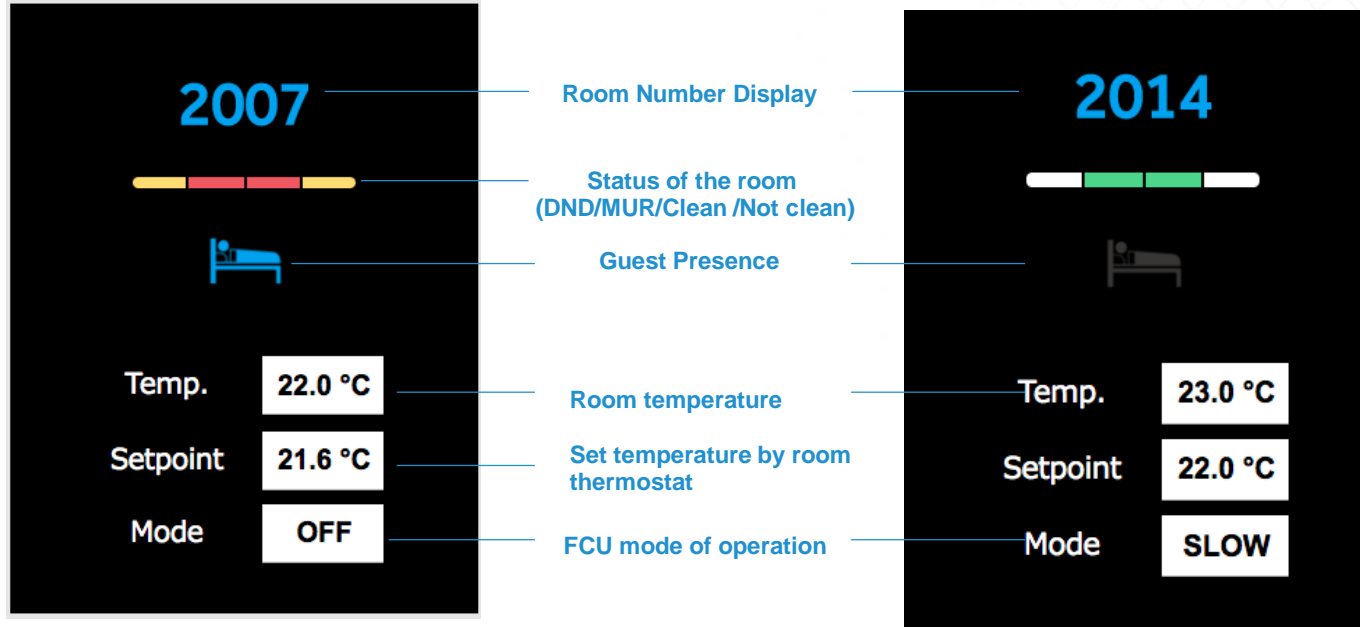 2007
Room Number Display
2014
Status of the room
(DND/MUR/Clean /Not clean)
Guest Presence
Temp.
22.0 °C
Room temperature
Temp.
23.0 °C
Setpoint
21.6 °C
Set temperature by room
thermostat
Setpoint
22.0 °C
Mode
OFF
FCU mode of operation
Mode
SLOW